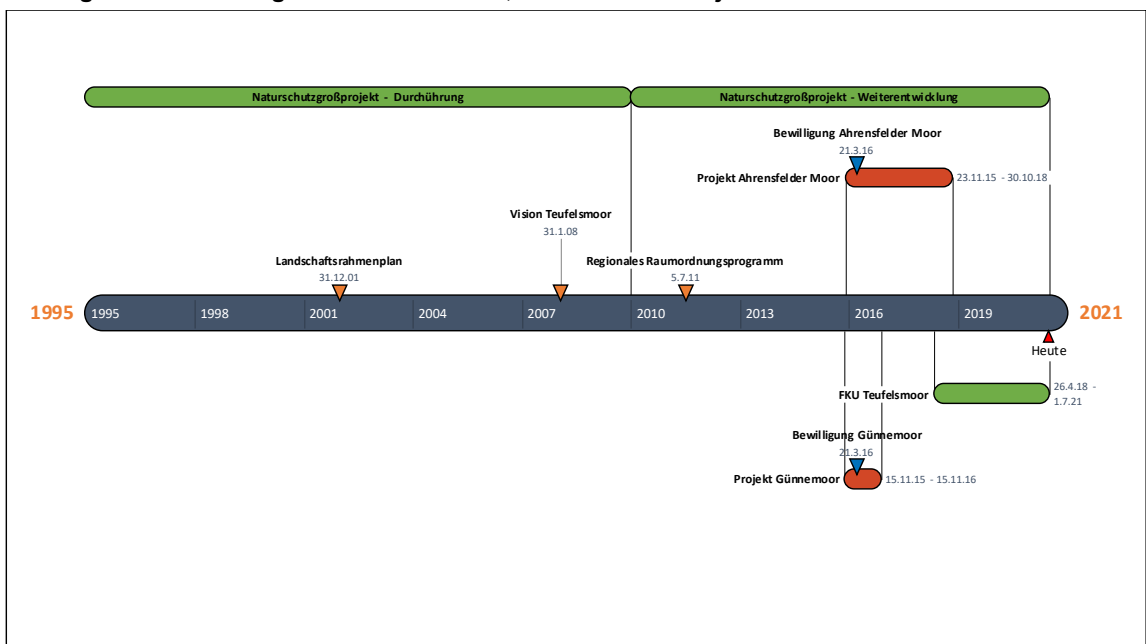 Naturschutzgroßprojekt - Durchührung
Naturschutzgroßprojekt - Weiterentwicklung
Bewilligung Ahrensfelder Moor
21.3.16
Projekt Ahrensfelder Moor
23.11.15 - 30.10.18
Vision Teufelsmoor
31.1.08
Landschaftsrahmenplan
31.12.01
Regionales Raumordnungsprogramm
5.7.11
1995
1995
1998
2001
2004
2007
2010
2013
2016
2019
2021
Heute
FKU Teufelsmoor
26.4.18 -
1.7.21
Bewilligung Günnemoor
21.3.16
Projekt Günnemoor
15.11.15 - 15.11.16